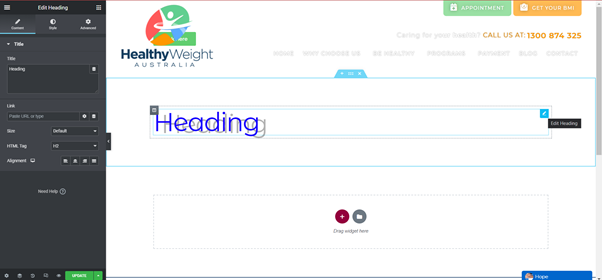 Edit Heading
Content
Style
Advanced
Title
Title
Heading
Link
Paste URL or type
Size
Default
HTML Tag
H2
Alignment
Need Help
UPDATE
APPOINTMENT
GET YOUR BMI
Caring for your health? CALL US AT: 1300 874 325
HealthyWeight
AUSTRALIA
HOME WHY CHOOSE US BE HEALTHY PROGRAMS PAYMENT BLOG CONTACT
Heading
Edit Heading
Drag widget here
Hope